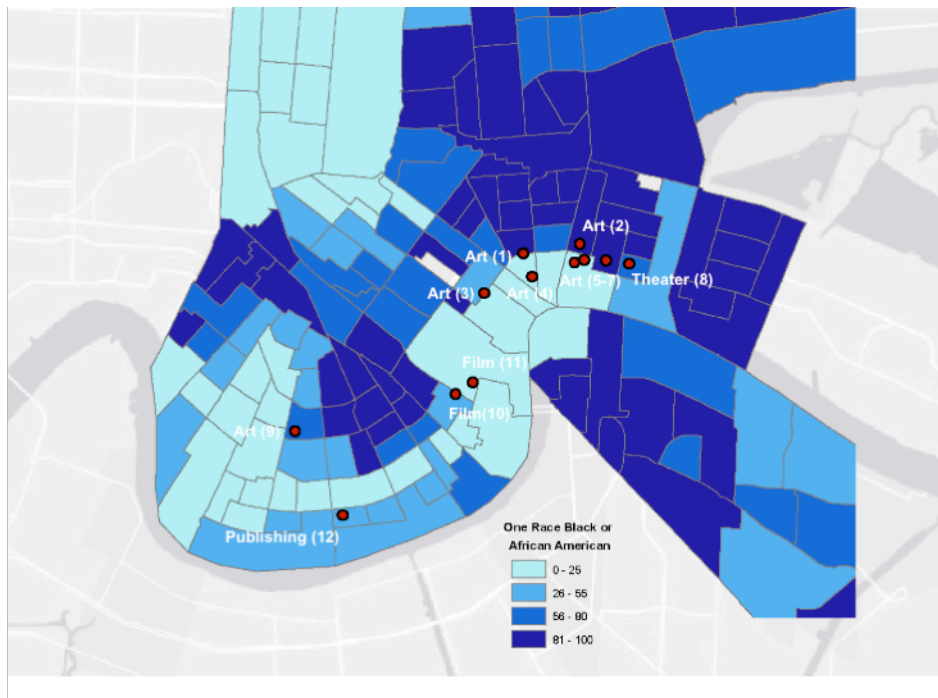 Art (2)
Art (1)
Art (3)
Art (4)
Art (5-7)
Theater (8)
Film (11)
Film(10)
Art (9)
Publishing (12)
One Race Black or
African American
0 - 25
26 - 55
56 - 80
81 - 100